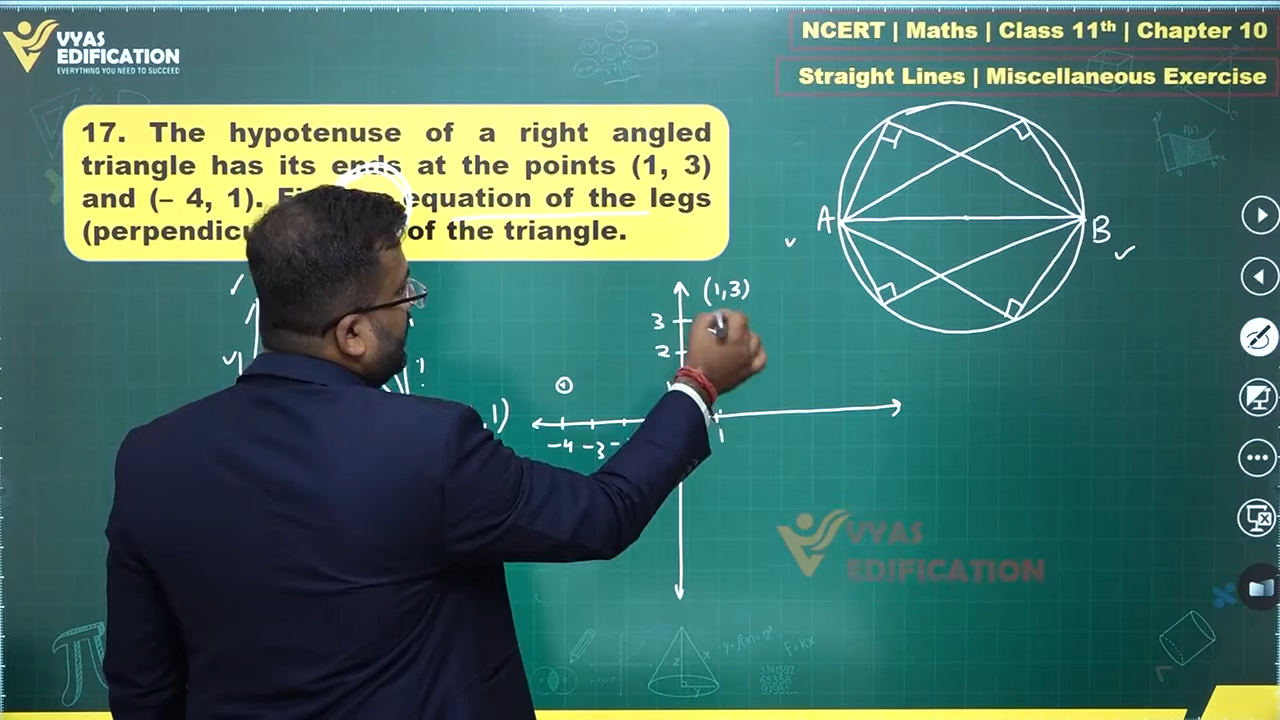 VYAS
EDIFICATION
EVERYTHING YOU NEED TO SUCCEED
NCERT | Maths | Class 11th | Chapter 10
Straight Lines | Miscellaneous Exercise
17. The hypotenuse of a right angled
triangle has its ends at the points (1, 3)
and (– 4, 1). equation of the legs
of the triangle.
A
B
(1,3)
3
2
1)
-4 -3
1
VYAS
EDIFICATION